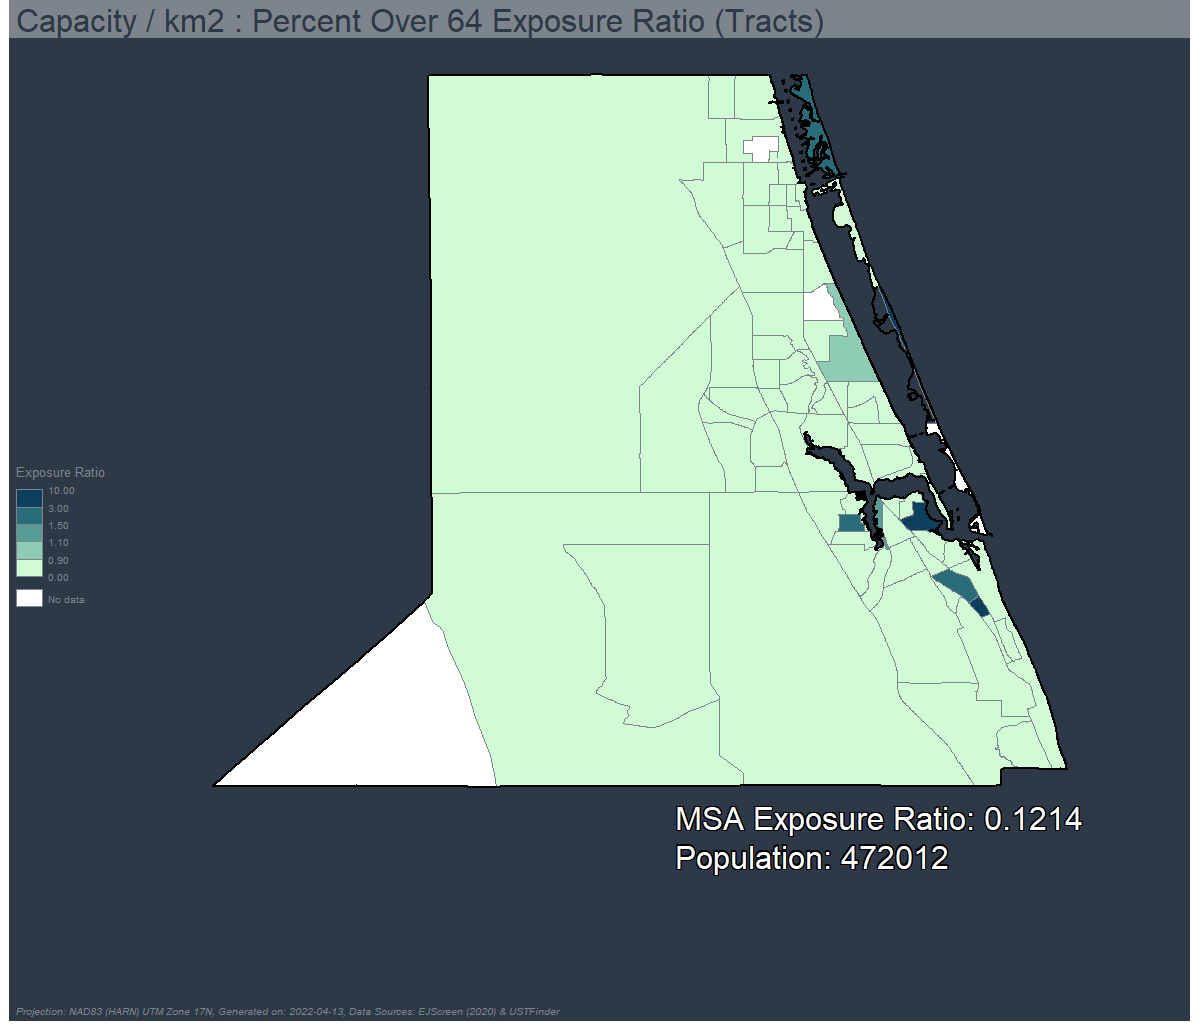 Capacity / km2 : Percent Over 64 Exposure Ratio (Tracts)
Exposure Ratio
10.00
3.00
1.50
1.10
0.90
0.00
No data
MSA Exposure Ratio: 0.1214
Population: 472012
Projection: NAD83 (HARN) UTM Zone 17N, Generated on: 2022-04-13, Data Sources: EJScreen (2020) & USTFinder